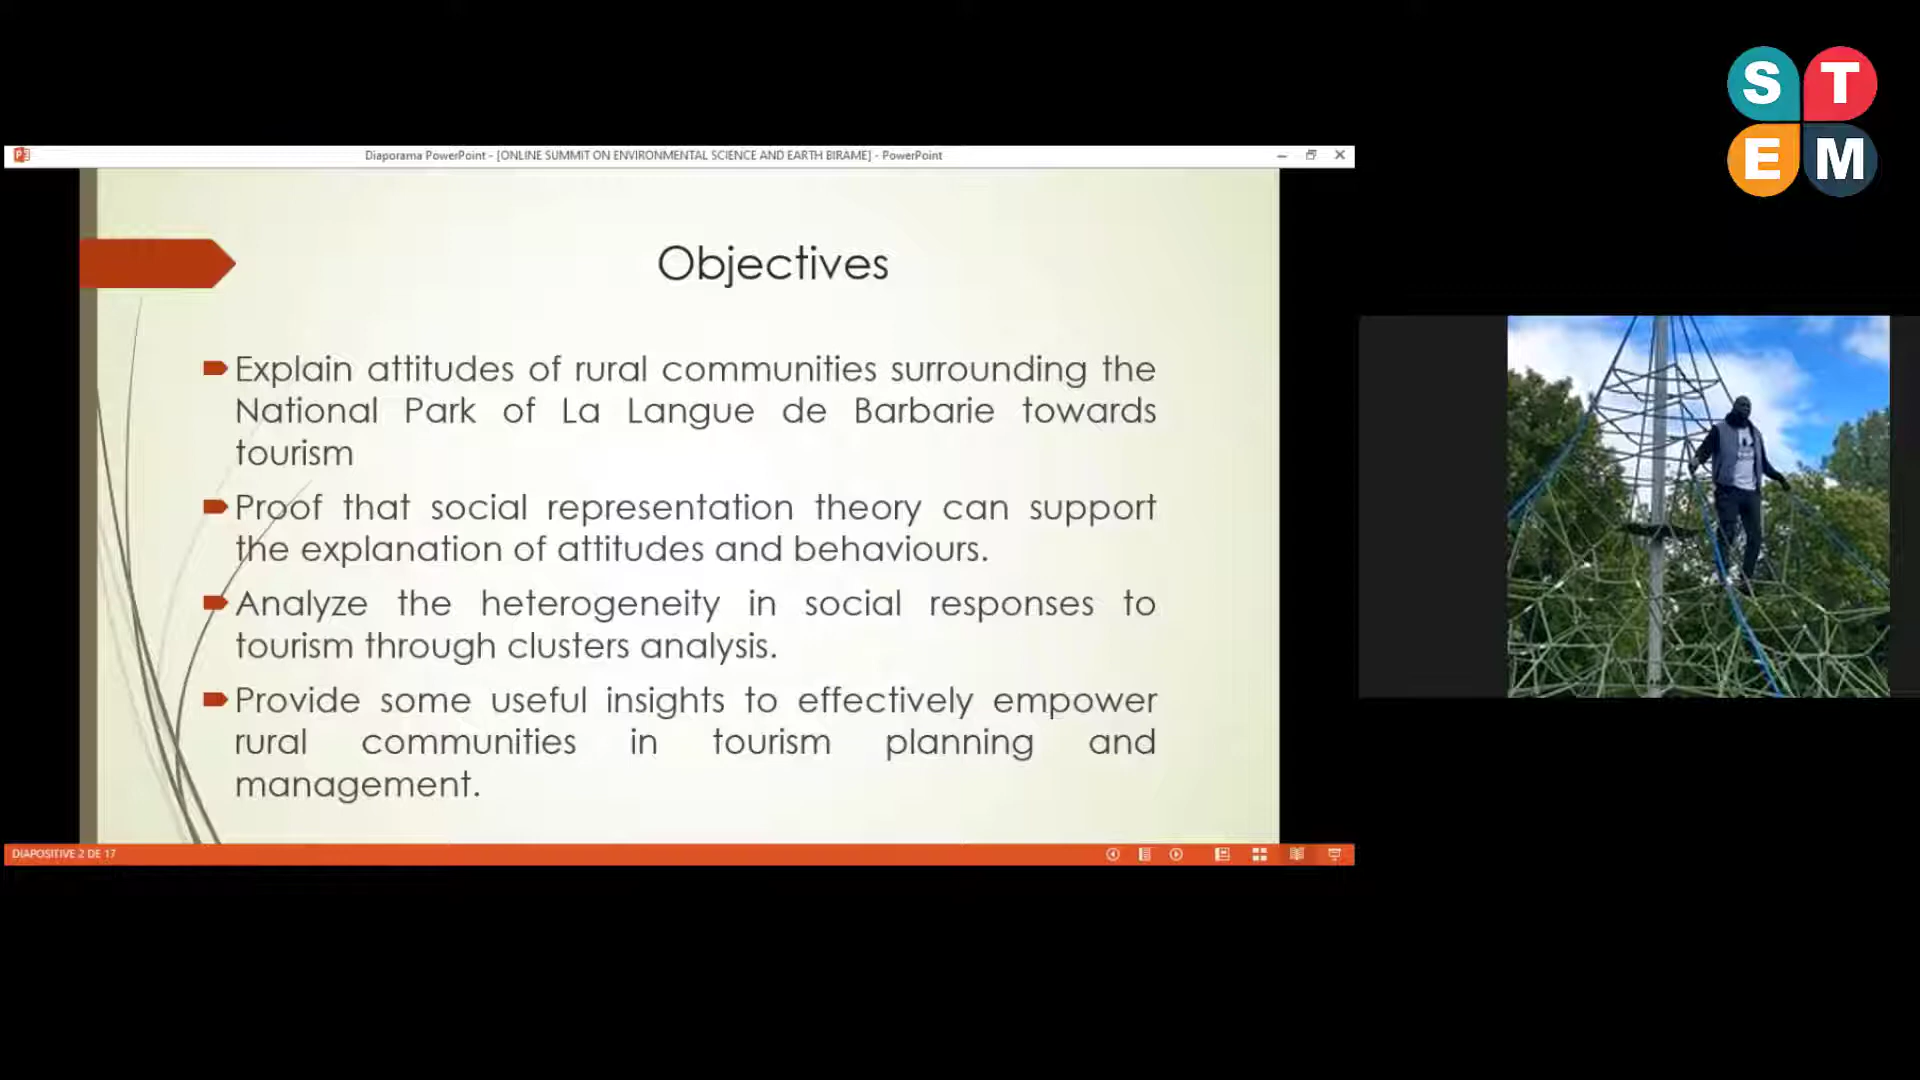 S T
E M
Diaporama PowerPoint - [ONLINE SUMMIT ON ENVIRONMENTAL SCIENCE AND EARTH BIRAME] - PowerPoint
Objectives
Explain attitudes of rural communities surrounding the
National Park of La Langue de Barbarie towards
tourism
Proof that social representation theory can support
the explanation of attitudes and behaviours.
Analyze the heterogeneity in social responses to
tourism through clusters analysis.
Provide some useful insights to effectively empower
rural communities in tourism planning and
management.
DIAPOSITIVE 2 DE 17